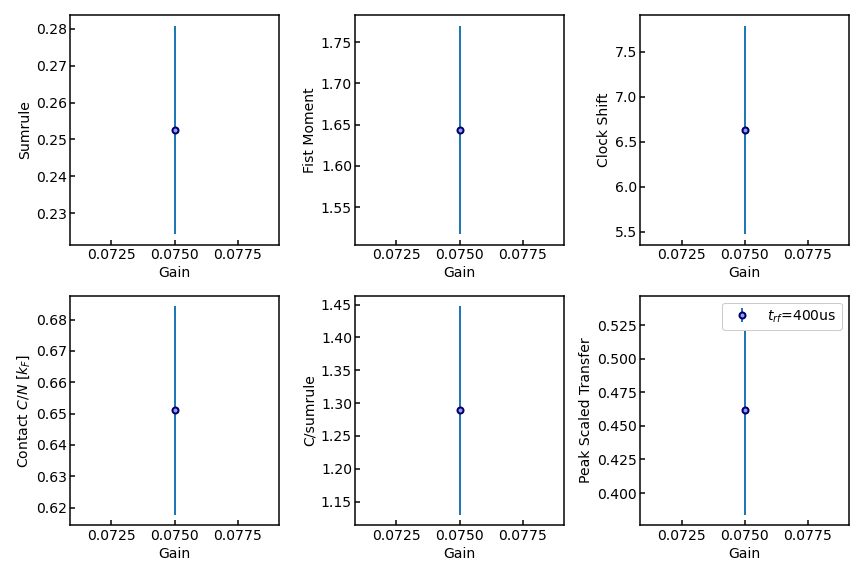 Sumrule
0.28
0.27
0.26
0.25
0.24
0.23
0.0725 0.0750 0.0775
Gain
Fist Moment
1.75
1.70
1.65
1.60
1.55
0.0725 0.0750 0.0775
Gain
Clock Shift
7.5
7.0
6.5
6.0
5.5
0.0725 0.0750 0.0775
Gain
Contact C/N [k_F]
0.68
0.67
0.66
0.65
0.64
0.63
0.62
0.0725 0.0750 0.0775
Gain
C/sumrule
1.45
1.40
1.35
1.30
1.25
1.20
1.15
0.0725 0.0750 0.0775
Gain
Peak Scaled Transfer
0.525
0.500
0.475
0.450
0.425
0.400
t_rf=400us
0.0725 0.0750 0.0775
Gain